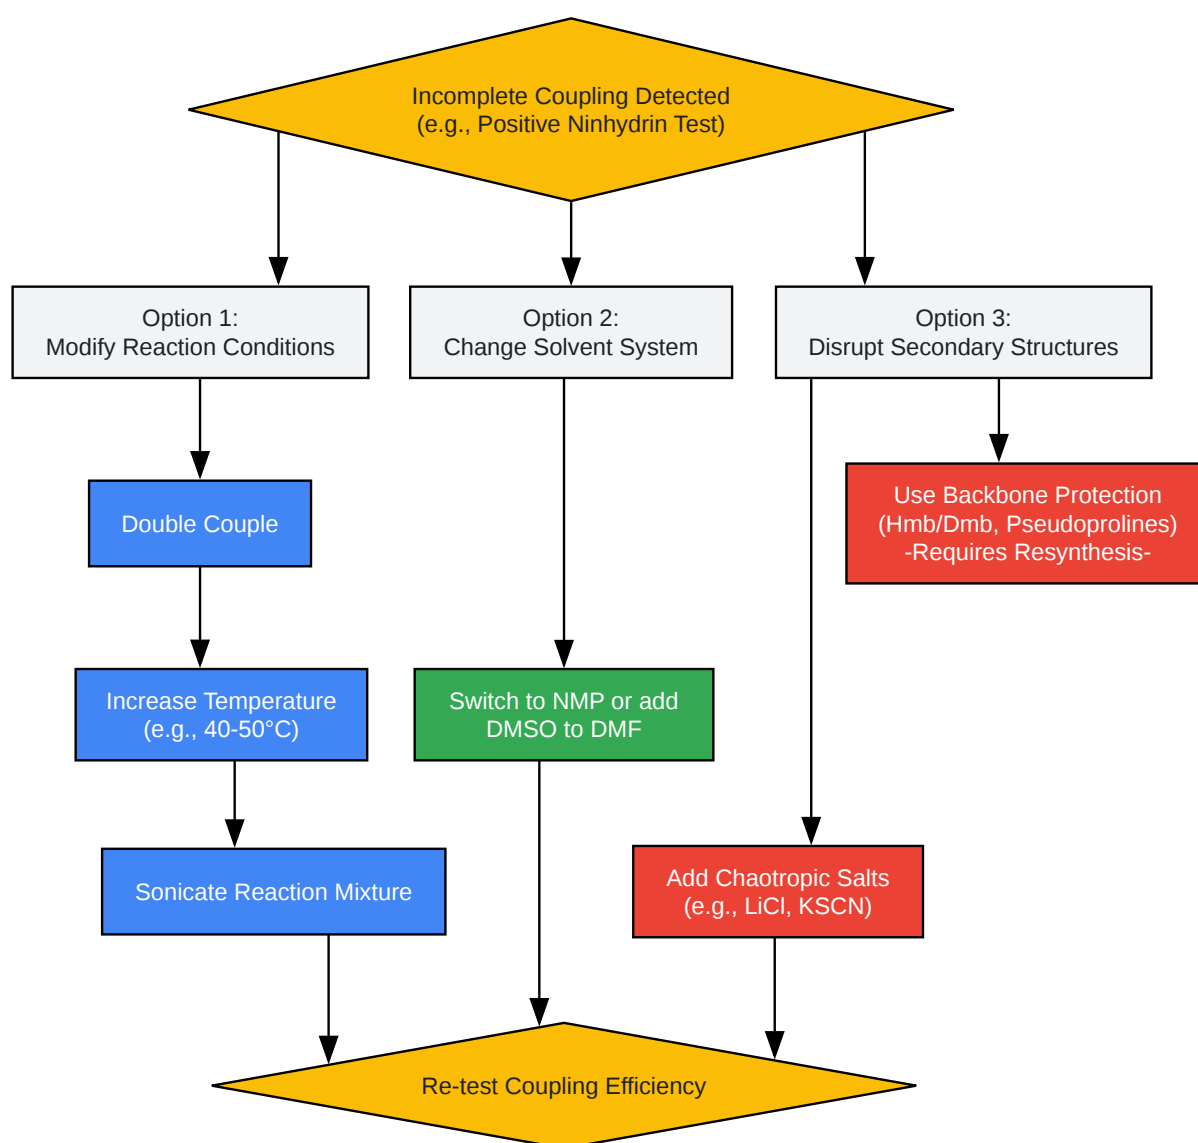 Incomplete Coupling Detected
(e.g., Positive Ninhydrin Test)
Option 1:
Modify Reaction Conditions
Option 2:
Change Solvent System
Option 3:
Disrupt Secondary Structures
Double Couple
Use Backbone Protection
(Hmb/Dmb, Pseudoprolines)
-Requires Resynthesis-
Increase Temperature
(e.g., 40-50°C)
Switch to NMP or add
DMSO to DMF
Sonicate Reaction Mixture
Add Chaotropic Salts
(e.g., LiCl, KSCN)
Re-test Coupling Efficiency